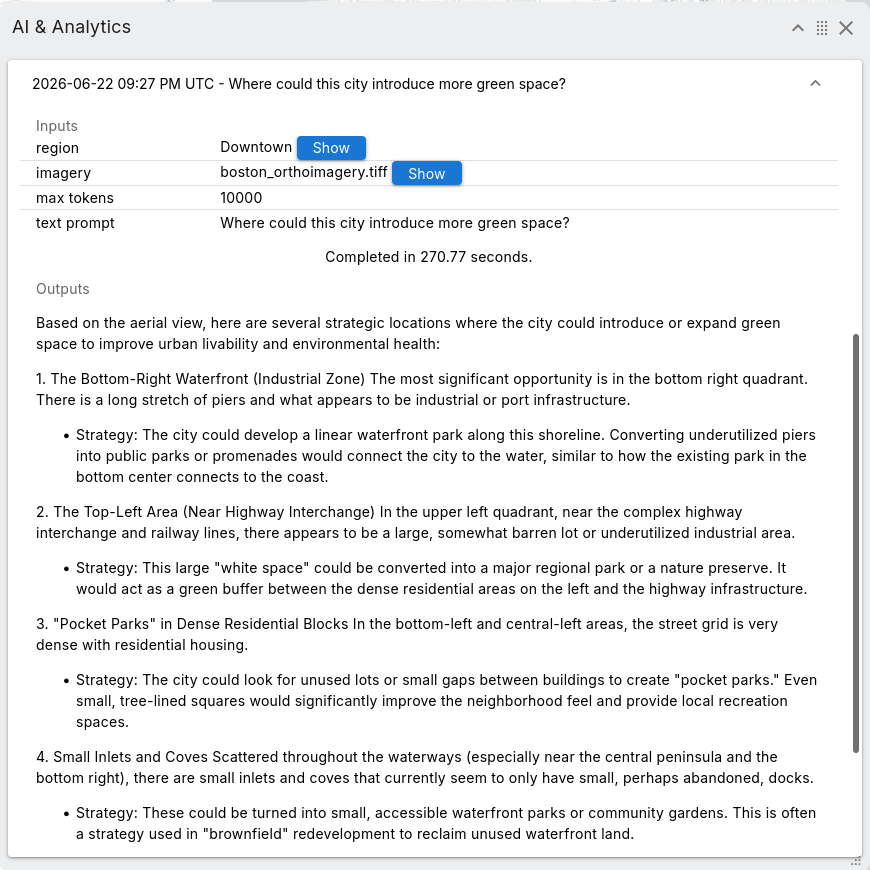 AI & Analytics
2026-06-22 09:27 PM UTC - Where could this city introduce more green space?
Inputs
region Downtown Show
imagery boston_orthoimagery.tiff Show
max tokens 10000
text prompt Where could this city introduce more green space?
Completed in 270.77 seconds.
Outputs
Based on the aerial view, here are several strategic locations where the city could introduce or expand green
space to improve urban livability and environmental health:
1. The Bottom-Right Waterfront (Industrial Zone) The most significant opportunity is in the bottom right quadrant.
There is a long stretch of piers and what appears to be industrial or port infrastructure.
• Strategy: The city could develop a linear waterfront park along this shoreline. Converting underutilized piers
into public parks or promenades would connect the city to the water, similar to how the existing park in the
bottom center connects to the coast.
2. The Top-Left Area (Near Highway Interchange) In the upper left quadrant, near the complex highway
interchange and railway lines, there appears to be a large, somewhat barren lot or underutilized industrial area.
• Strategy: This large "white space" could be converted into a major regional park or a nature preserve. It
would act as a green buffer between the dense residential areas on the left and the highway infrastructure.
3. "Pocket Parks" in Dense Residential Blocks In the bottom-left and central-left areas, the street grid is very
dense with residential housing.
• Strategy: The city could look for unused lots or small gaps between buildings to create "pocket parks." Even
small, tree-lined squares would significantly improve the neighborhood feel and provide local recreation
spaces.
4. Small Inlets and Coves Scattered throughout the waterways (especially near the central peninsula and the
bottom right), there are small inlets and coves that currently seem to only have small, perhaps abandoned, docks.
• Strategy: These could be turned into small, accessible waterfront parks or community gardens. This is often
a strategy used in "brownfield" redevelopment to reclaim unused waterfront land.